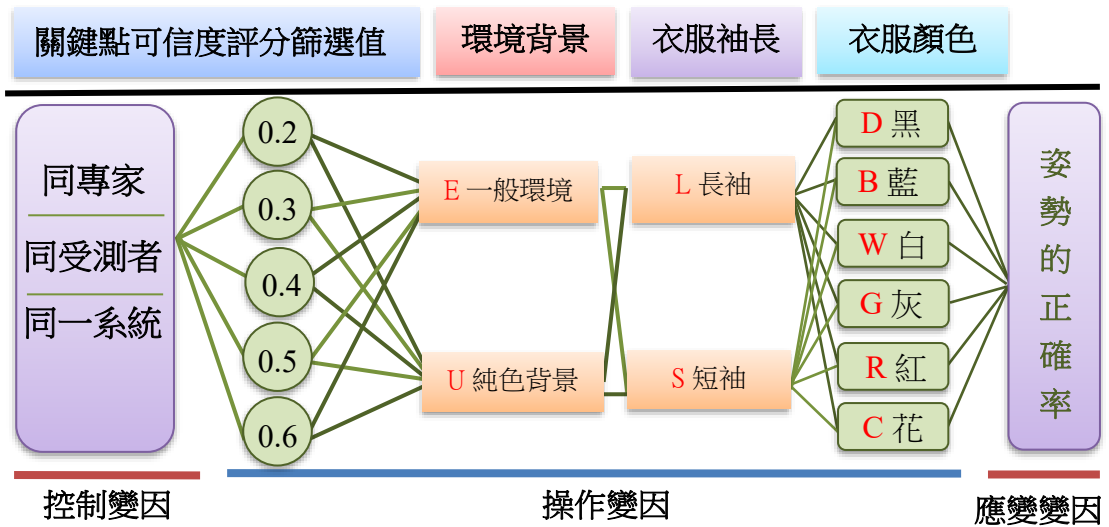 關鍵點可信度評分篩選值
環境背景
衣服袖長
衣服顏色
同專家
同受測者
同一系統
0.2
0.3
0.4
0.5
0.6
E 一般環境
U 純色背景
L 長袖
S 短袖
D 黑
B 藍
W 白
G 灰
R 紅
C 花
姿勢的正確率
控制變因
操作變因
應變變因